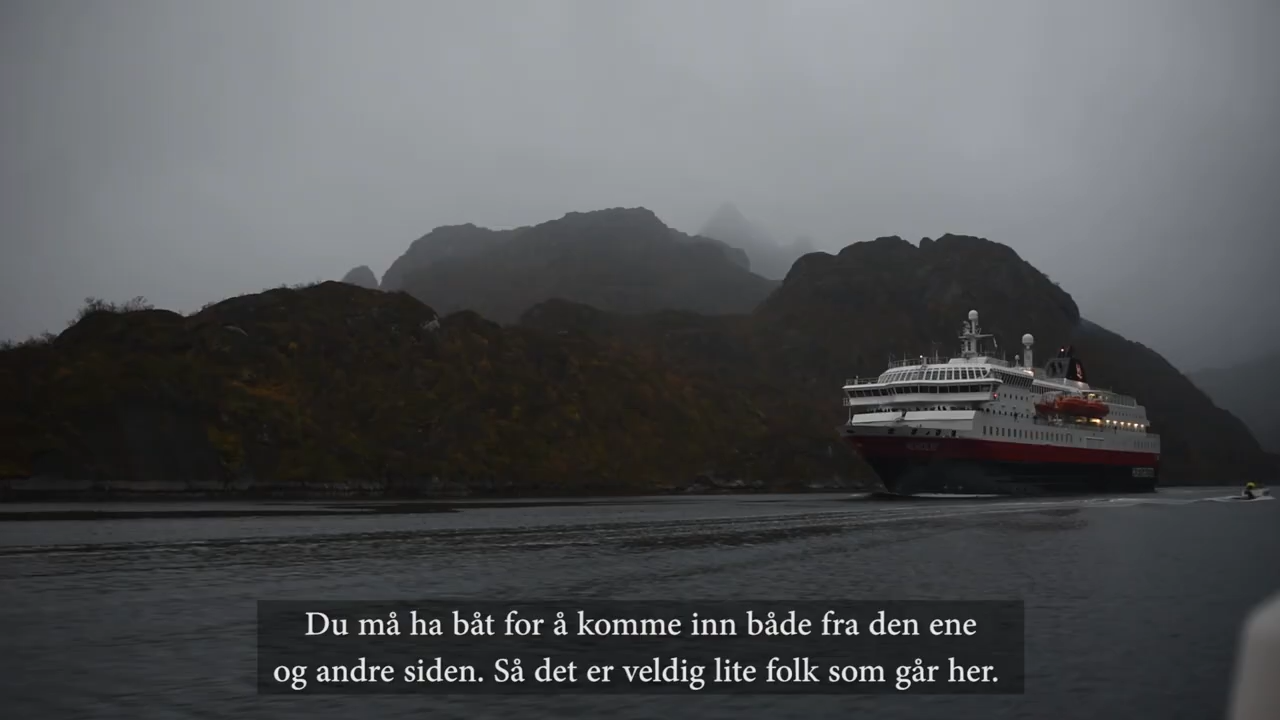 Du må ha båt for å komme inn både fra den ene
og andre siden. Så det er veldig lite folk som går her.